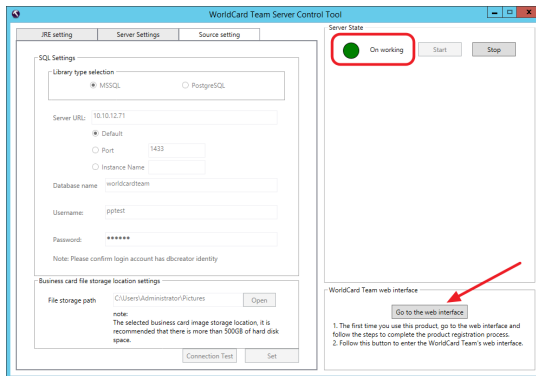 WorldCard Team Server Control Tool
JRE setting
Server Settings
Source setting
SQL Settings
Library type selection
MSSQL
PostgreSQL
Server URL:
10.10.12.71
Default
Port
1433
Instance Name
Database name
worldcardteam
Username:
pptest
Password:
••••••
Note: Please confirm login account has dbcreator identity
Business card file storage location settings
File storage path
C:\Users\Administrator\Pictures
Open
note:
The selected business card image storage location, it is
recommended that there is more than 500GB of hard disk
space.
Connection Test
Set
Server State
On working
Start
Stop
WorldCard Team web interface
Go to the web interface
1. The first time you use this product, go to the web interface and
follow the steps to complete the product registration process.
2. Follow this button to enter the WorldCard Team's web interface.